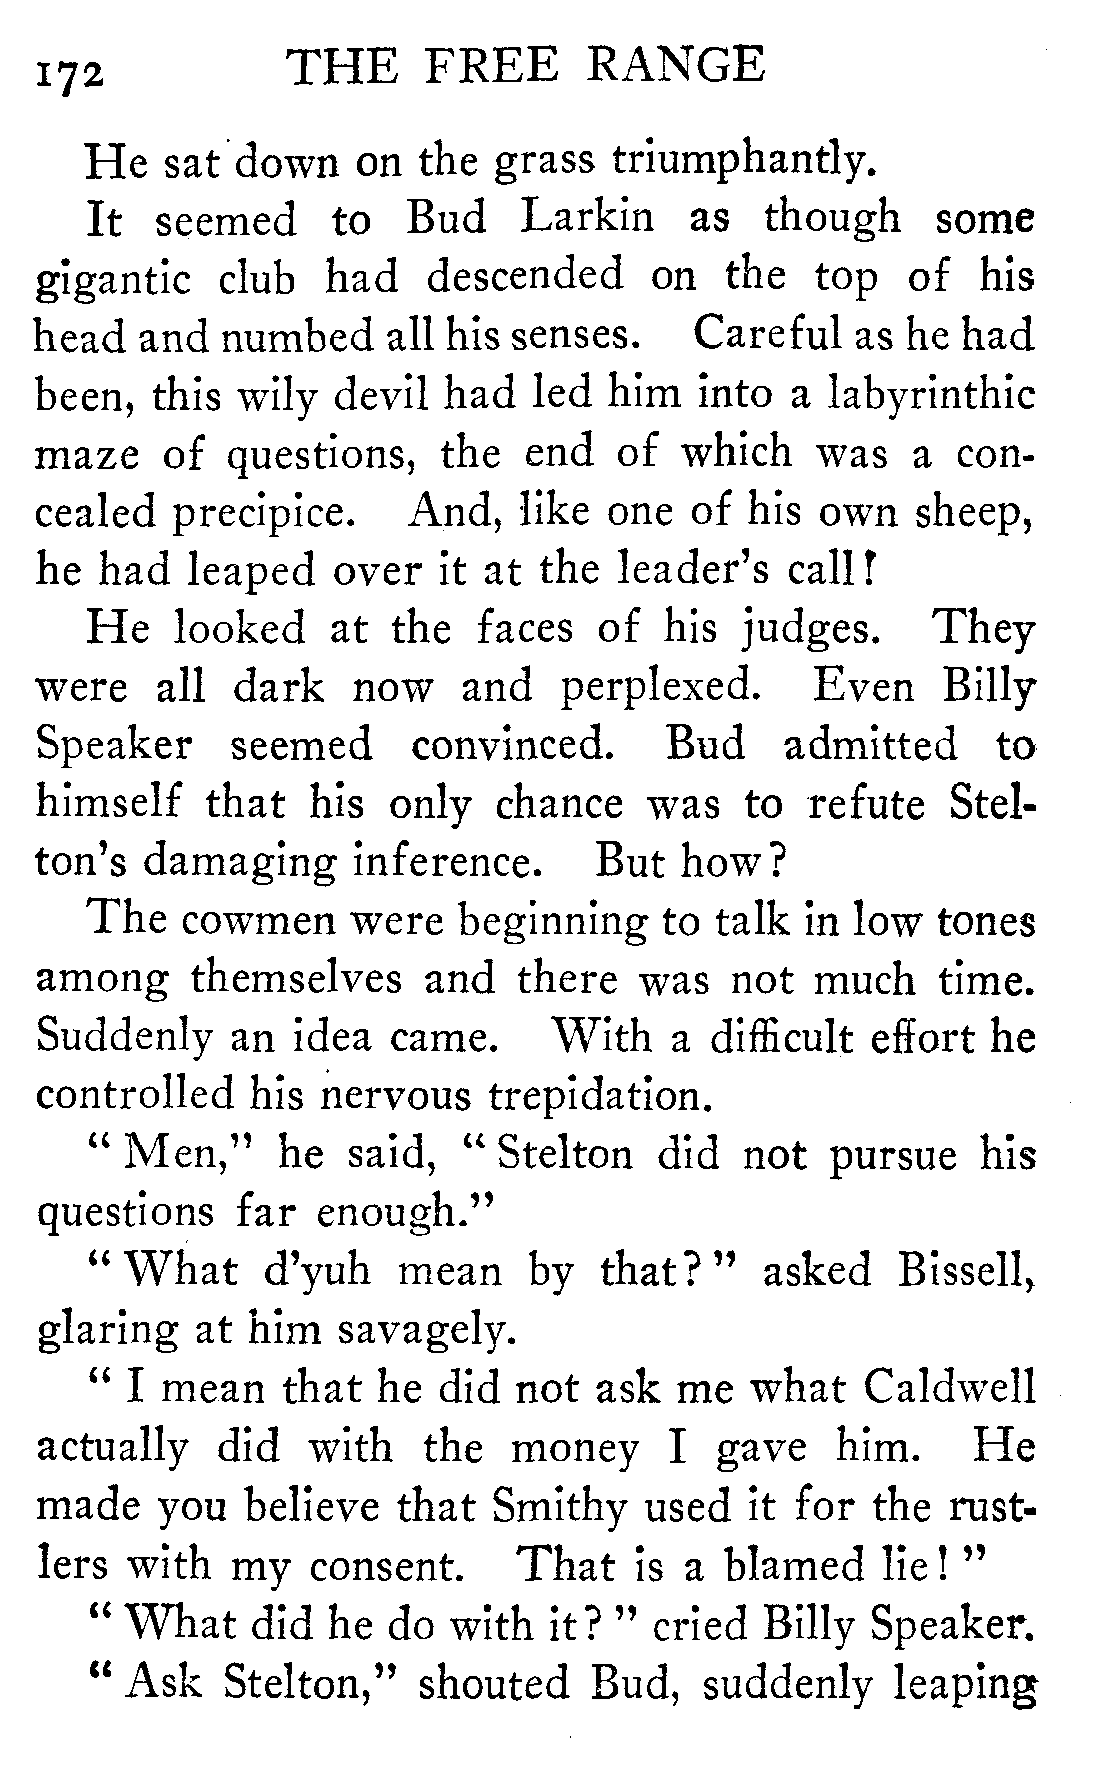 172 THE FREE RANGE
He sat down on the grass triumphantly.
It seemed to Bud Larkin as though some
gigantic club had descended on the top of his
head and numbed all his senses. Careful as he had
been, this wily devil had led him into a labyrinthic
maze of questions, the end of which was a con-
cealed precipice. And, like one of his own sheep,
he had leaped over it at the leader's call!
He looked at the faces of his judges. They
were all dark now and perplexed. Even Billy
Speaker seemed convinced. Bud admitted to
himself that his only chance was to refute Stel-
ton's damaging inference. But how?
The cowmen were beginning to talk in low tones
among themselves and there was not much time.
Suddenly an idea came. With a difficult effort he
controlled his nervous trepidation.
"Men," he said, "Stelton did not pursue his
questions far enough."
"What d'yuh mean by that?" asked Bissell,
glaring at him savagely.
"I mean that he did not ask me what Caldwell
actually did with the money I gave him. He
made you believe that Smithy used it for the rust-
lers with my consent. That is a blamed lie!"
"What did he do with it?" cried Billy Speaker.
"Ask Stelton," shouted Bud, suddenly leaping